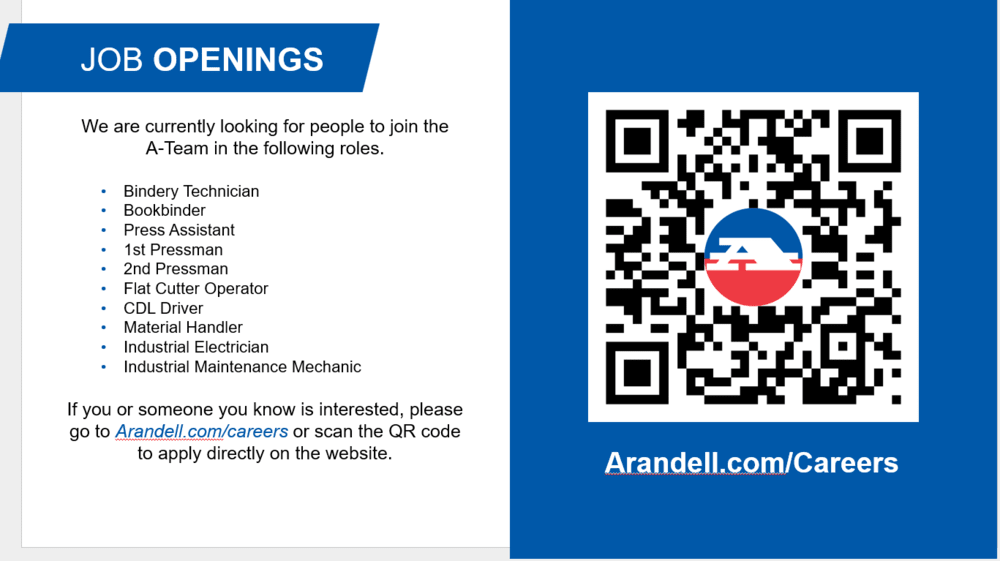 JOB OPENINGS
We are currently looking for people to join the
A-Team in the following roles.
• Bindery Technician
• Bookbinder
• Press Assistant
• 1st Pressman
• 2nd Pressman
• Flat Cutter Operator
• CDL Driver
• Material Handler
• Industrial Electrician
• Industrial Maintenance Mechanic
If you or someone you know is interested, please
go to Arandell.com/careers or scan the QR code
to apply directly on the website.
Arandell.com/Careers